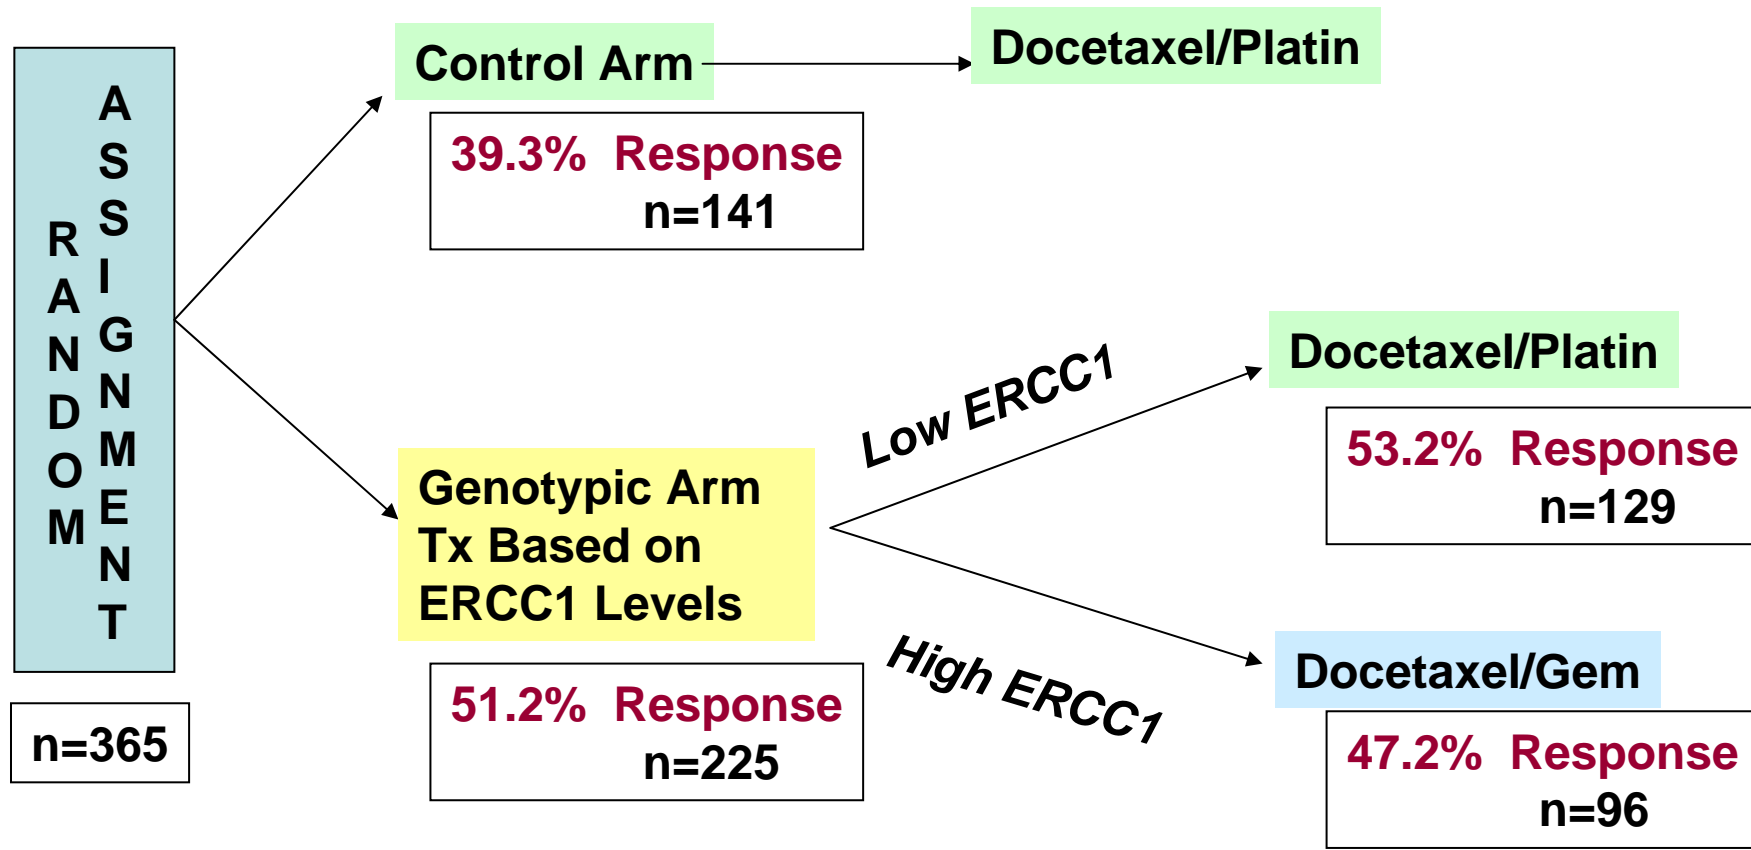 RANDOM
ASSIGNMENT
n=365
Control Arm
39.3% Response
n=141
Docetaxel/Platin
Genotypic Arm
Tx Based on
ERCC1 Levels
51.2% Response
n=225
Low ERCC1
Docetaxel/Platin
53.2% Response
n=129
High ERCC1
Docetaxel/Gem
47.2% Response
n=96